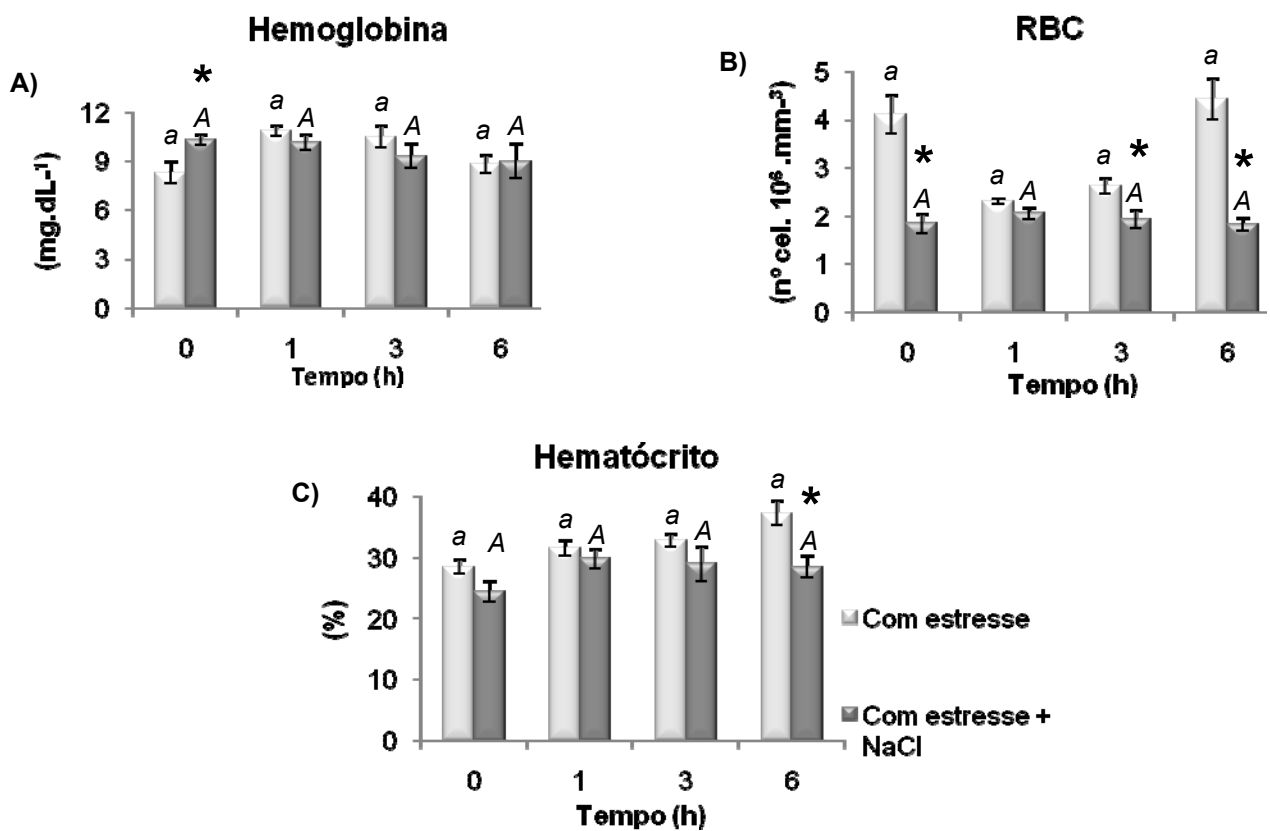 Hemoglobina
A)
*
a A a A a A a A
12
9
6
3
0
(mg.dL-¹)
0 1 3 6
Tempo (h)
RBC
B)
a a
* * *
A a A a A A
5
4
3
2
1
0
(nº cel. 10⁶ .mm-³)
0 1 3 6
Tempo (h)
Hematócrito
C)
a *
a A a A a A A
40
30
20
10
0
(%)
0 1 3 6
Tempo (h)
Com estresse
Com estresse +
NaCl